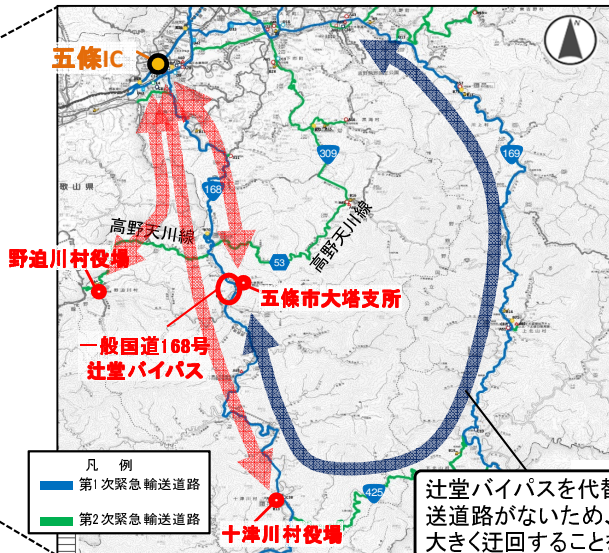 五條IC
309
169
168
歌山県
高野天川線
高野天川線
野迫川村役場
53
五條市大塔支所
一般国道168号
辻堂バイパス
凡 例
第1次緊急輸送道路
第2次緊急輸送道路
425
十津川村役場
辻堂バイパスを代替
送道路がないため、
大きく迂回することを